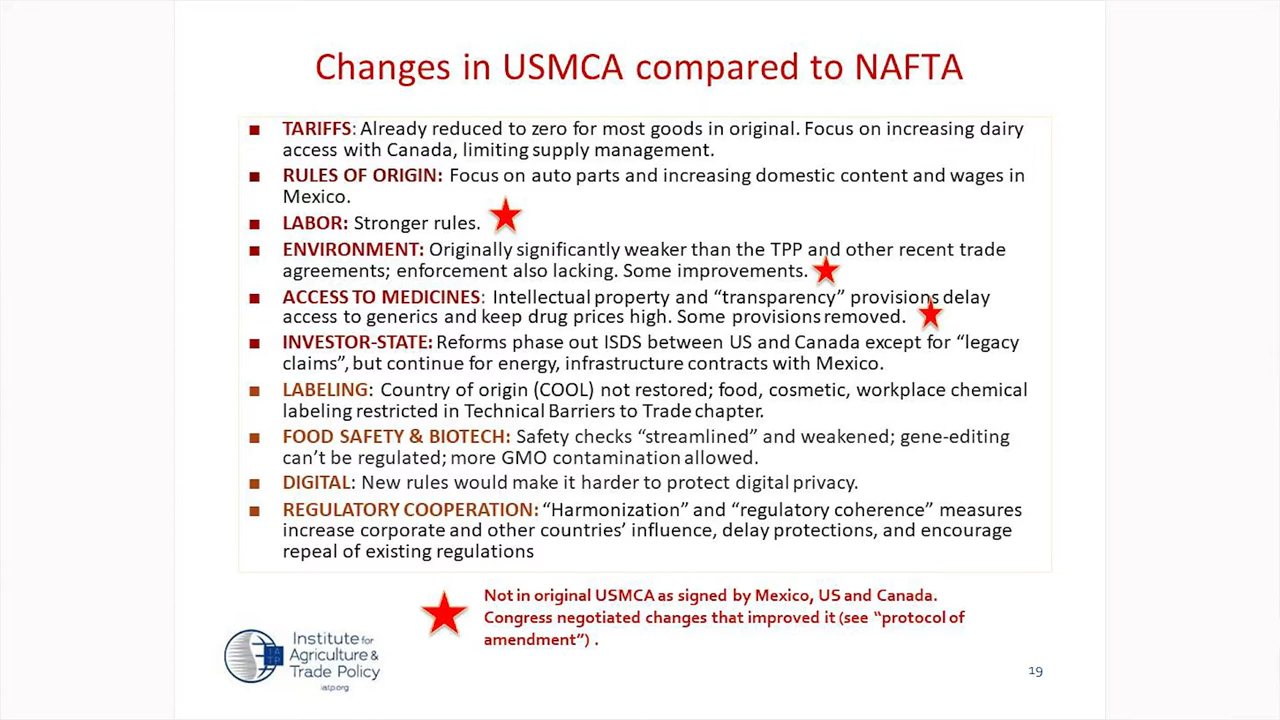 Changes in USMCA compared to NAFTA
■ TARIFFS: Already reduced to zero for most goods in original. Focus on increasing dairy
access with Canada, limiting supply management.
■ RULES OF ORIGIN: Focus on auto parts and increasing domestic content and wages in
Mexico.
■ LABOR: Stronger rules.
■ ENVIRONMENT: Originally significantly weaker than the TPP and other recent trade
agreements; enforcement also lacking. Some improvements.
■ ACCESS TO MEDICINES: Intellectual property and “transparency” provisions delay
access to generics and keep drug prices high. Some provisions removed.
■ INVESTOR-STATE: Reforms phase out ISDS between US and Canada except for “legacy
claims”, but continue for energy, infrastructure contracts with Mexico.
■ LABELING: Country of origin (COOL) not restored; food, cosmetic, workplace chemical
labeling restricted in Technical Barriers to Trade chapter.
■ FOOD SAFETY & BIOTECH: Safety checks “streamlined” and weakened; gene-editing
can’t be regulated; more GMO contamination allowed.
■ DIGITAL: New rules would make it harder to protect digital privacy.
■ REGULATORY COOPERATION: “Harmonization” and “regulatory coherence” measures
increase corporate and other countries’ influence, delay protections, and encourage
repeal of existing regulations
Not in original USMCA as signed by Mexico, US and Canada.
Congress negotiated changes that improved it (see “protocol of
amendment”) .
IA
TP
Institute for
Agriculture &
Trade Policy
iatp.org
19